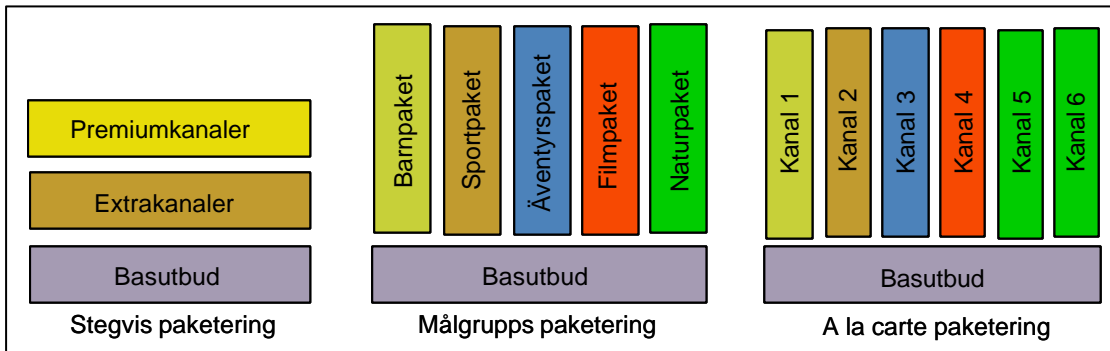 Premiumkanaler
Extrakanaler
Basutbud
Stegvis paketering
Barnpaket
Sportpaket
Äventyrspaket
Filmpaket
Naturpaket
Basutbud
Målgrupps paketering
Kanal 1
Kanal 2
Kanal 3
Kanal 4
Kanal 5
Kanal 6
Basutbud
A la carte paketering